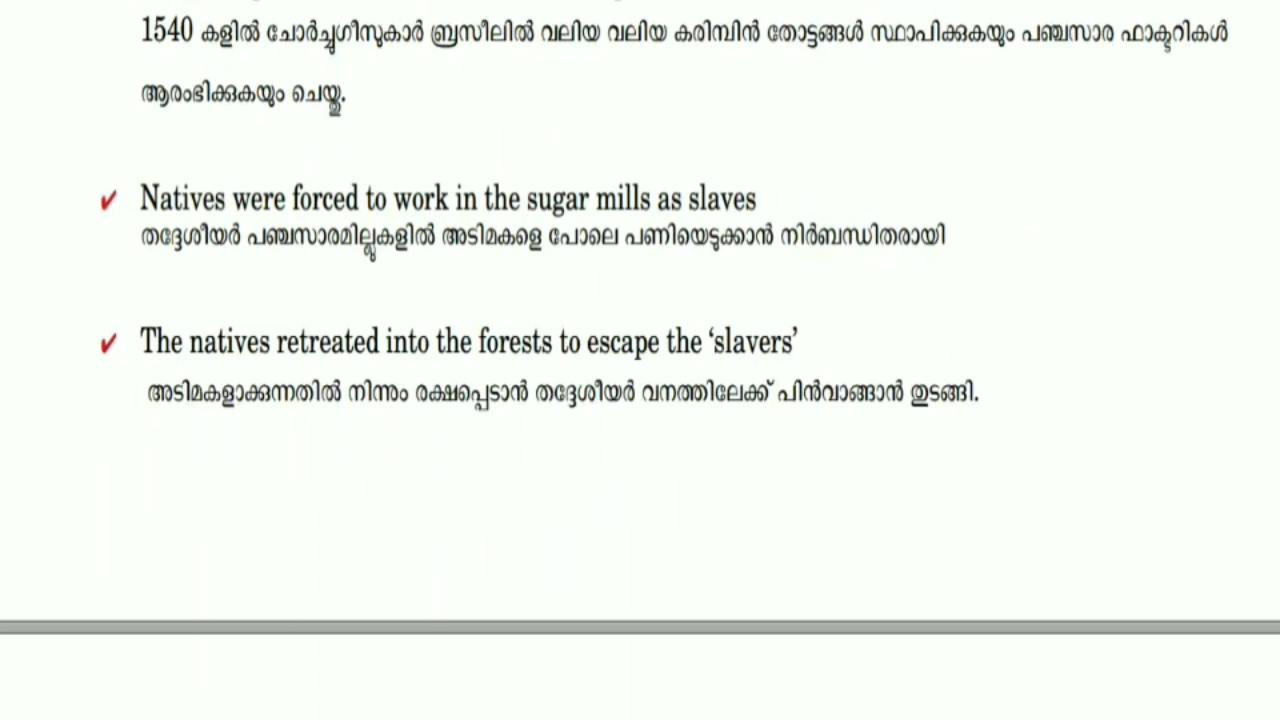 1540 കളിൽ ചോർച്ചുഗീസുകാർ ബ്രസീലിൽ വലിയ വലിയ കരിമ്പിൻ തോട്ടങ്ങൾ സ്ഥാപിക്കുകയും പഞ്ചസാര ഫാക്ടറികൾ
ആരംഭിക്കുകയും ചെയ്തു.
✔ Natives were forced to work in the sugar mills as slaves
തദ്ദേശീയർ പഞ്ചസാരമില്ലുകളിൽ അടിമകളെ പോലെ പണിയെടുക്കാൻ നിർബന്ധിതരായി
✔ The natives retreated into the forests to escape the ‘slavers’
അടിമകളാക്കുന്നതിൽ നിന്നും രക്ഷപ്പെടാൻ തദ്ദേശീയർ വനത്തിലേക്ക് പിൻവാങ്ങാൻ തുടങ്ങി.